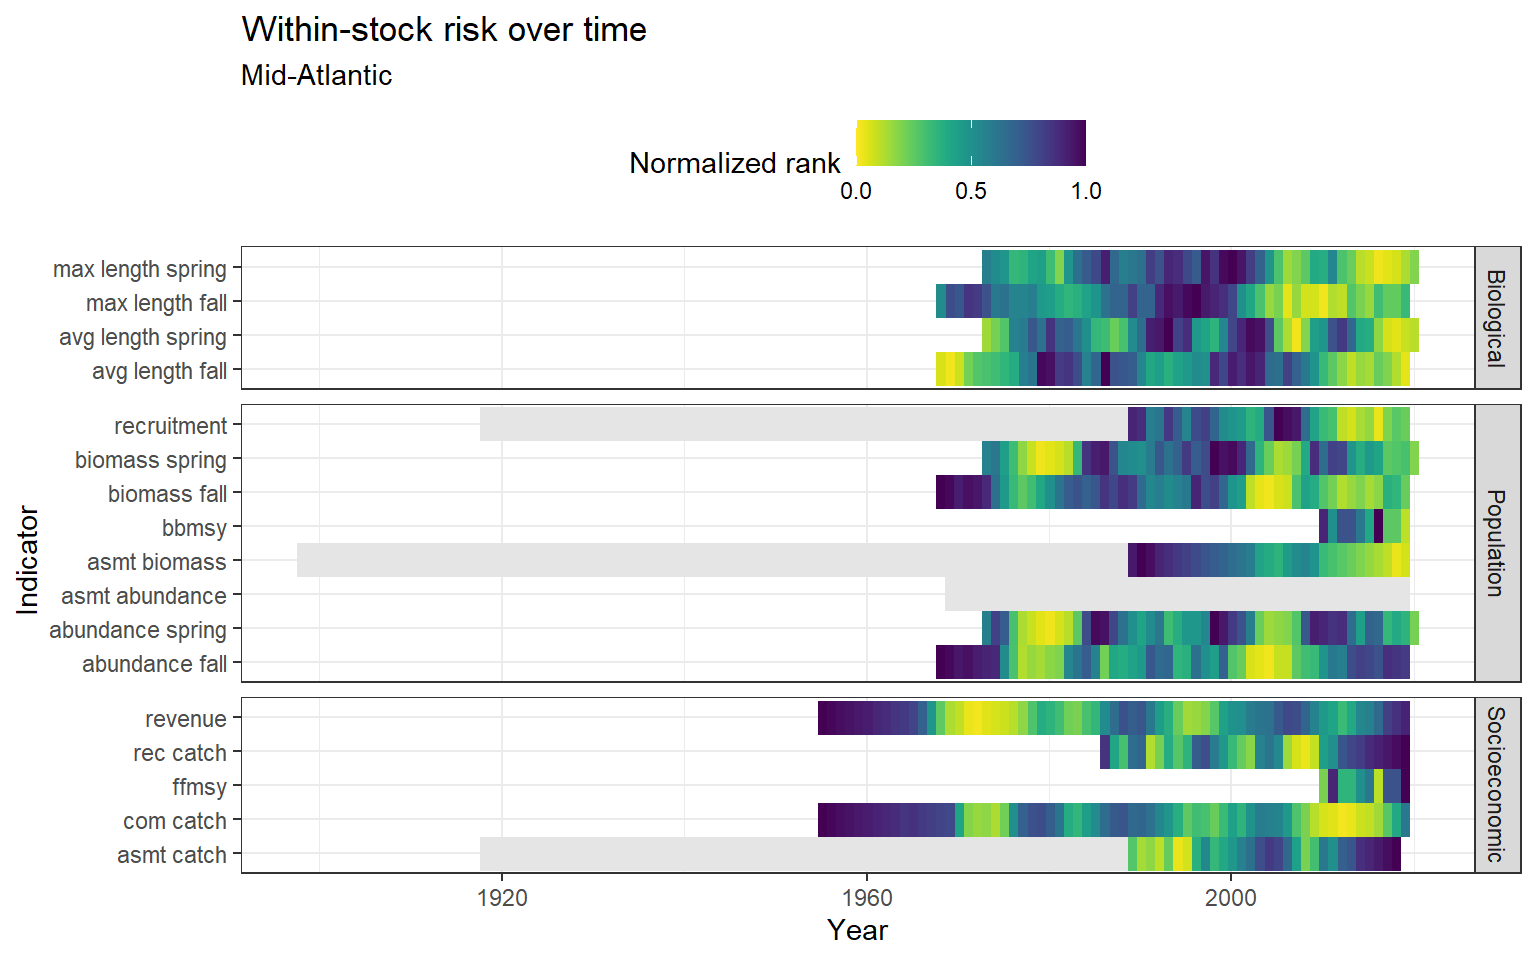 Within-stock risk over time
Mid-Atlantic
Normalized rank
0.0 0.5 1.0
max length spring
max length fall
avg length spring
avg length fall
Biological
recruitment
biomass spring
biomass fall
bbmsy
asmt biomass
asmt abundance
abundance spring
abundance fall
Population
revenue
rec catch
ffmsy
com catch
asmt catch
Socioeconomic
Indicator
1920 1960 2000
Year